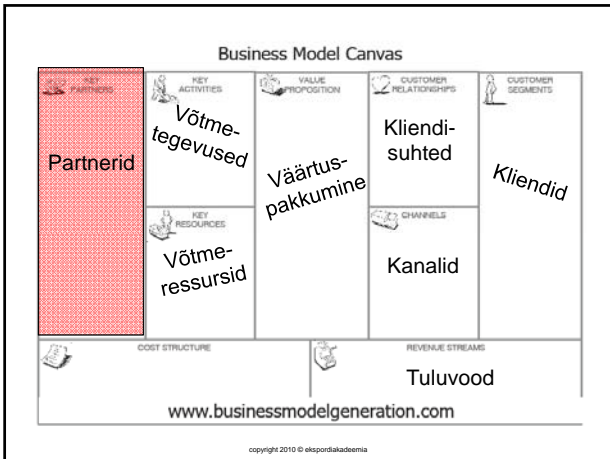 Business Model Canvas
KEY
PARTNERS
Partnerid
KEY
ACTIVITIES
Võtme-
tegevused
KEY
RESOURCES
Võtme-
ressursid
VALUE
PROPOSITION
Väärtus-
pakkumine
CUSTOMER
RELATIONSHIPS
Kliendi-
suhted
CHANNELS
Kanalid
CUSTOMER
SEGMENTS
Kliendid
COST STRUCTURE
REVENUE STREAMS
Tuluvood
www.businessmodelgeneration.com
copyright 2010 © ekspordiakadeemia